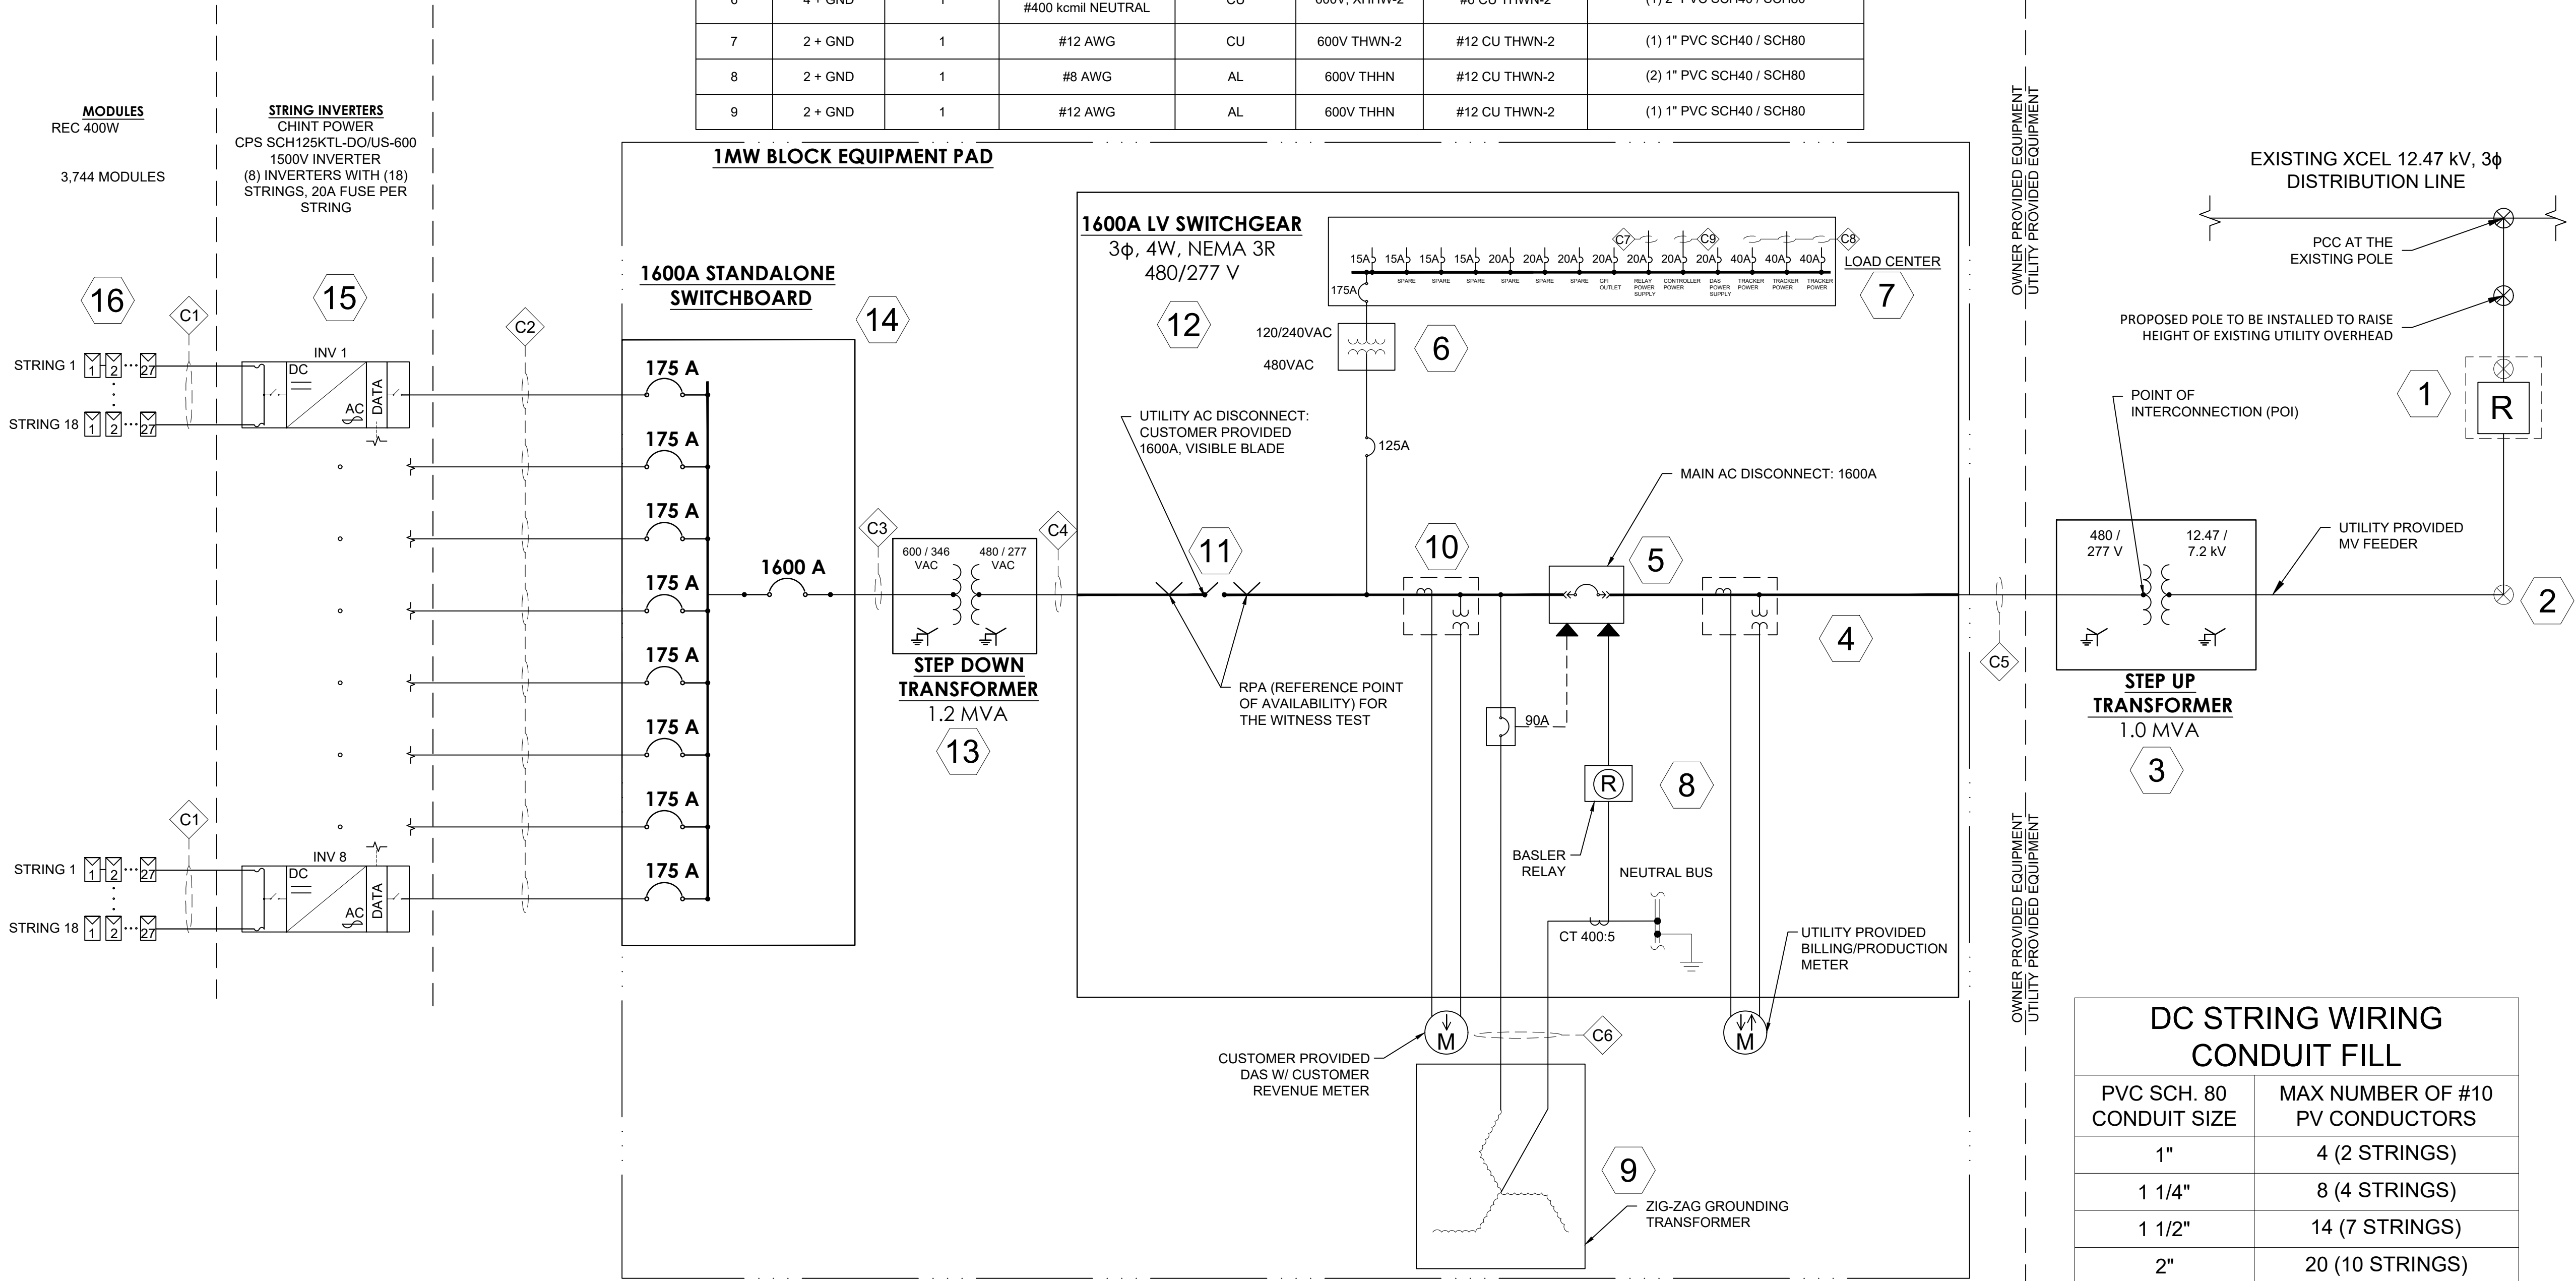 #400 kcmil NEUTRAL
7 2 + GND 1 #12 AWG CU 600V THWN-2 #12 CU THWN-2 (1) 1" PVC SCH40 / SCH80
8 2 + GND 1 #8 AWG AL 600V THHN #12 CU THWN-2 (2) 1" PVC SCH40 / SCH80
9 2 + GND 1 #12 AWG AL 600V THHN #12 CU THWN-2 (1) 1" PVC SCH40 / SCH80
MODULES
REC 400W
3,744 MODULES
STRING INVERTERS
CHINT POWER
CPS SCH125KTL-DO/US-600
1500V INVERTER
(8) INVERTERS WITH (18)
STRINGS, 20A FUSE PER
STRING
16
15
C1
C2
STRING 1
1 2 27
STRING 18
1 2 27
INV 1
DC
AC
DATA
C1
STRING 1
1 2 27
STRING 18
1 2 27
INV 8
DC
AC
DATA
1MW BLOCK EQUIPMENT PAD
1600A STANDALONE
SWITCHBOARD
14
175 A
175 A
175 A
175 A
175 A
175 A
175 A
175 A
1600 A
C3
600 / 346
VAC
480 / 277
VAC
STEP DOWN
TRANSFORMER
1.2 MVA
13
C4
1600A LV SWITCHGEAR
3ϕ, 4W, NEMA 3R
480/277 V
12
C7
C9
C8
15A 15A 15A 15A 20A 20A 20A 20A 20A 20A 20A 40A 40A 40A
SPARE SPARE SPARE SPARE SPARE SPARE
GFI
OUTLET
RELAY
POWER
SUPPLY
CONTROLLER
POWER
DAS
POWER
SUPPLY
TRACKER
POWER
TRACKER
POWER
TRACKER
POWER
175A
LOAD CENTER
7
120/240VAC
480VAC
6
125A
UTILITY AC DISCONNECT:
CUSTOMER PROVIDED
1600A, VISIBLE BLADE
11
RPA (REFERENCE POINT
OF AVAILABILITY) FOR
THE WITNESS TEST
10
MAIN AC DISCONNECT: 1600A
5
4
90A
R
8
BASLER
RELAY
NEUTRAL BUS
CT 400:5
UTILITY PROVIDED
BILLING/PRODUCTION
METER
M
M
C6
CUSTOMER PROVIDED
DAS W/ CUSTOMER
REVENUE METER
9
ZIG-ZAG GROUNDING
TRANSFORMER
OWNER PROVIDED EQUIPMENT
UTILITY PROVIDED EQUIPMENT
OWNER PROVIDED EQUIPMENT
UTILITY PROVIDED EQUIPMENT
C5
EXISTING XCEL 12.47 kV, 3ϕ
DISTRIBUTION LINE
PCC AT THE
EXISTING POLE
PROPOSED POLE TO BE INSTALLED TO RAISE
HEIGHT OF EXISTING UTILITY OVERHEAD
1
R
POINT OF
INTERCONNECTION (POI)
480 /
277 V
12.47 /
7.2 kV
UTILITY PROVIDED
MV FEEDER
2
STEP UP
TRANSFORMER
1.0 MVA
3
DC STRING WIRING
CONDUIT FILL
PVC SCH. 80
CONDUIT SIZE
MAX NUMBER OF #10
PV CONDUCTORS
1" 4 (2 STRINGS)
1 1/4" 8 (4 STRINGS)
1 1/2" 14 (7 STRINGS)
2" 20 (10 STRINGS)